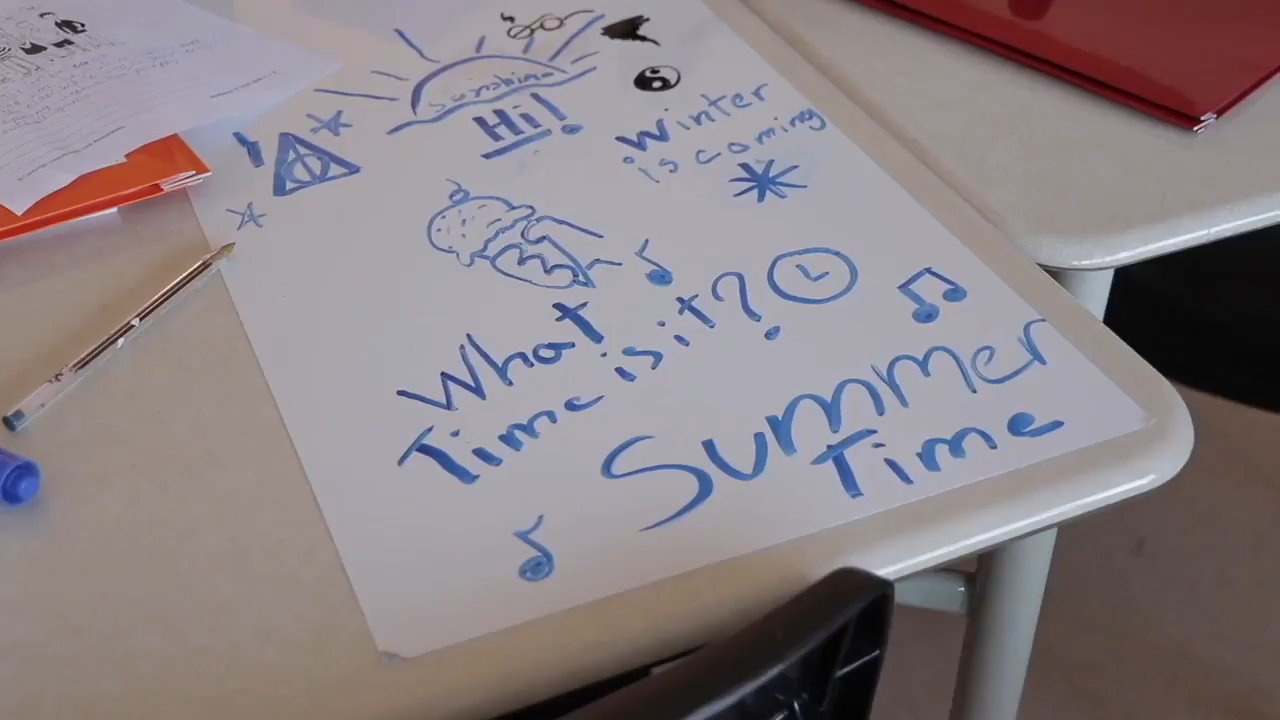 Sunshine
Hi!
Winter
is coming
What
Time is it?
Summer
Time